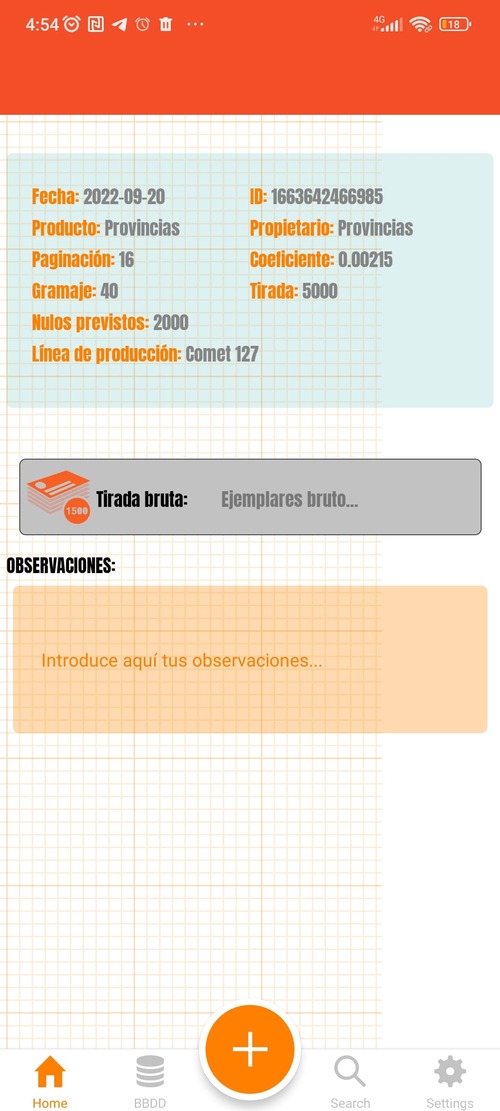 4:54
4G
18
Fecha: 2022-09-20 ID: 1663642466985
Producto: Provincias Propietario: Provincias
Paginación: 16 Coeficiente: 0.00215
Gramaje: 40 Tirada: 5000
Nulos previstos: 2000
Línea de producción: Comet 127
1500
Tirada bruta: Ejemplares bruto...
OBSERVACIONES:
Introduce aquí tus observaciones...
Home BBDD Search Settings